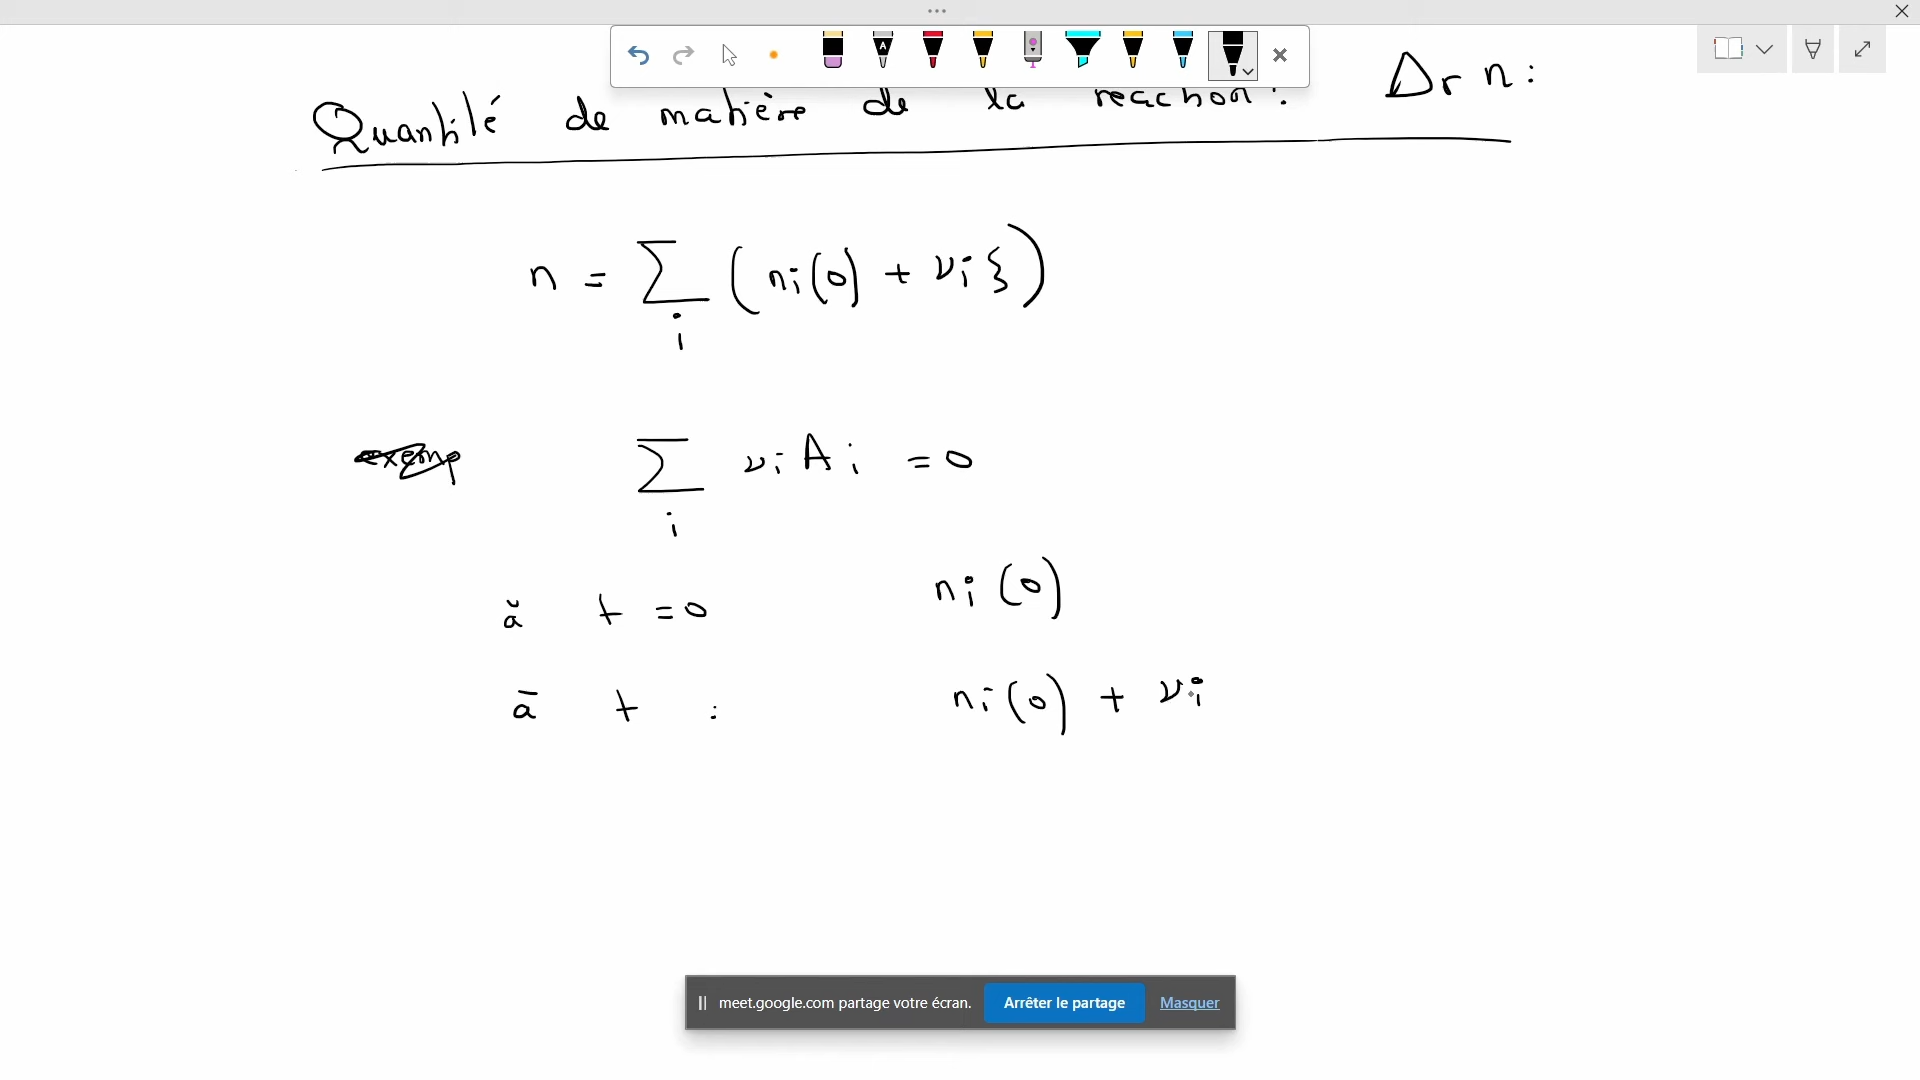 Quantité de matière de la reaction : Δr n :
n = ∑ i ( ni(0) + νi ξ )
∑ i νi Ai = 0
à t = 0 ni (0)
à t : ni (0) + νi
meet.google.com partage votre écran. Arrêter le partage Masquer